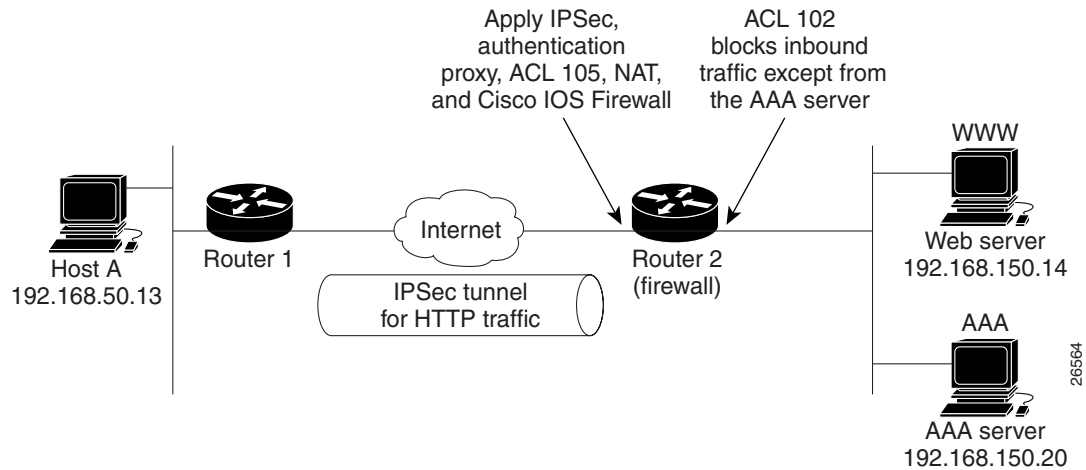 Apply IPSec,
authentication
proxy, ACL 105, NAT,
and Cisco IOS Firewall
ACL 102
blocks inbound
traffic except from
the AAA server
WWW
Web server
192.168.150.14
Host A
192.168.50.13
Router 1
Internet
Router 2
(firewall)
IPSec tunnel
for HTTP traffic
AAA
AAA server
192.168.150.20
26564